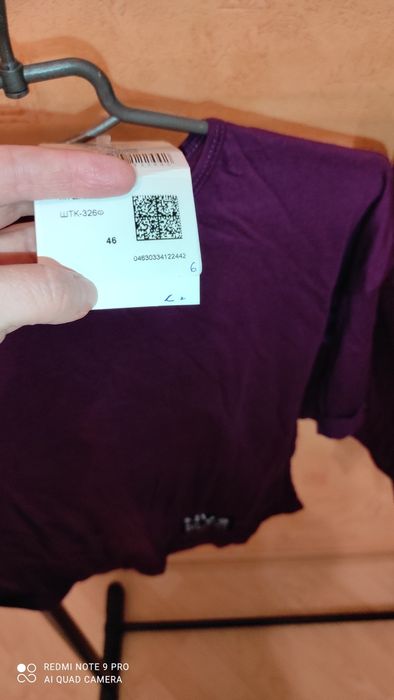 ШТК-326Ф
46
04630334122442
6
REDMI NOTE 9 PRO
AI QUAD CAMERA